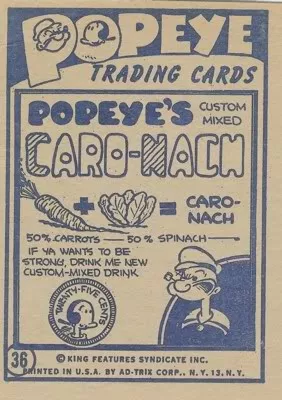 POPEYE
TRADING CARDS
POPEYE'S CUSTOM MIXED
CARO-NACH
+ = CARO-NACH
50% CARROTS — 50% SPINACH
IF YA WANTS TO BE
STRONG, DRINK ME NEW
CUSTOM-MIXED DRINK
TWENTY-FIVE CENTS
36
© KING FEATURES SYNDICATE INC.
PRINTED IN U.S.A. BY AD-TRIX CORP., N.Y. 13, N.Y.